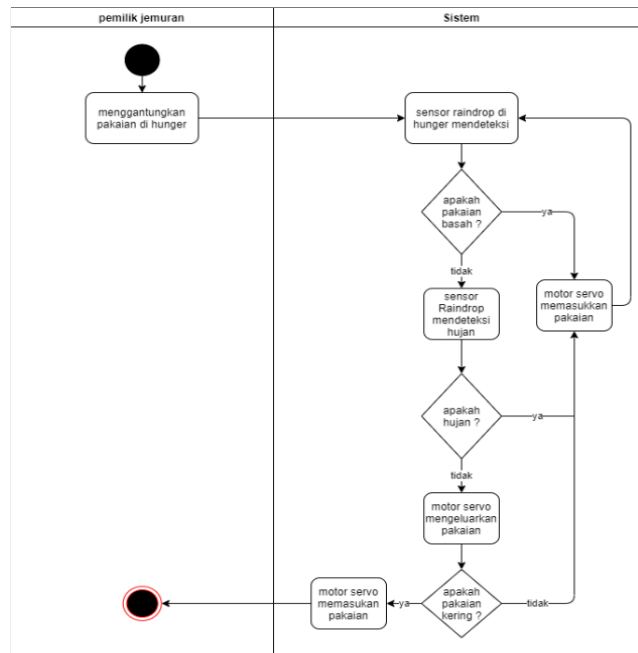 pemilik jemuran
Sistem
menggantungkan
pakaian di hunger
sensor raindrop di
hunger mendeteksi
apakah
pakaian
basah ?
ya
tidak
sensor
Raindrop
mendeteksi
hujan
motor servo
memasukkan
pakaian
apakah
hujan ?
ya
tidak
motor servo
mengeluarkan
pakaian
apakah
pakaian
kering ?
tidak
ya
motor servo
memasukan
pakaian